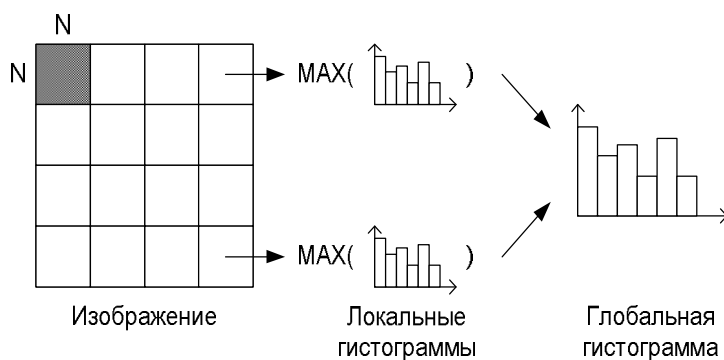 N
N
MAX( )
MAX( )
Изображение
Локальные
гистограммы
Глобальная
гистограмма